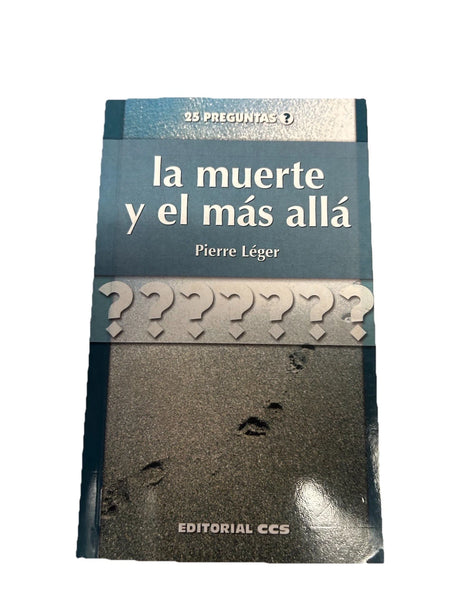 25 PREGUNTAS ?
la muerte
y el más allá
Pierre Léger
? ? ? ? ? ? ?
EDITORIAL CCS